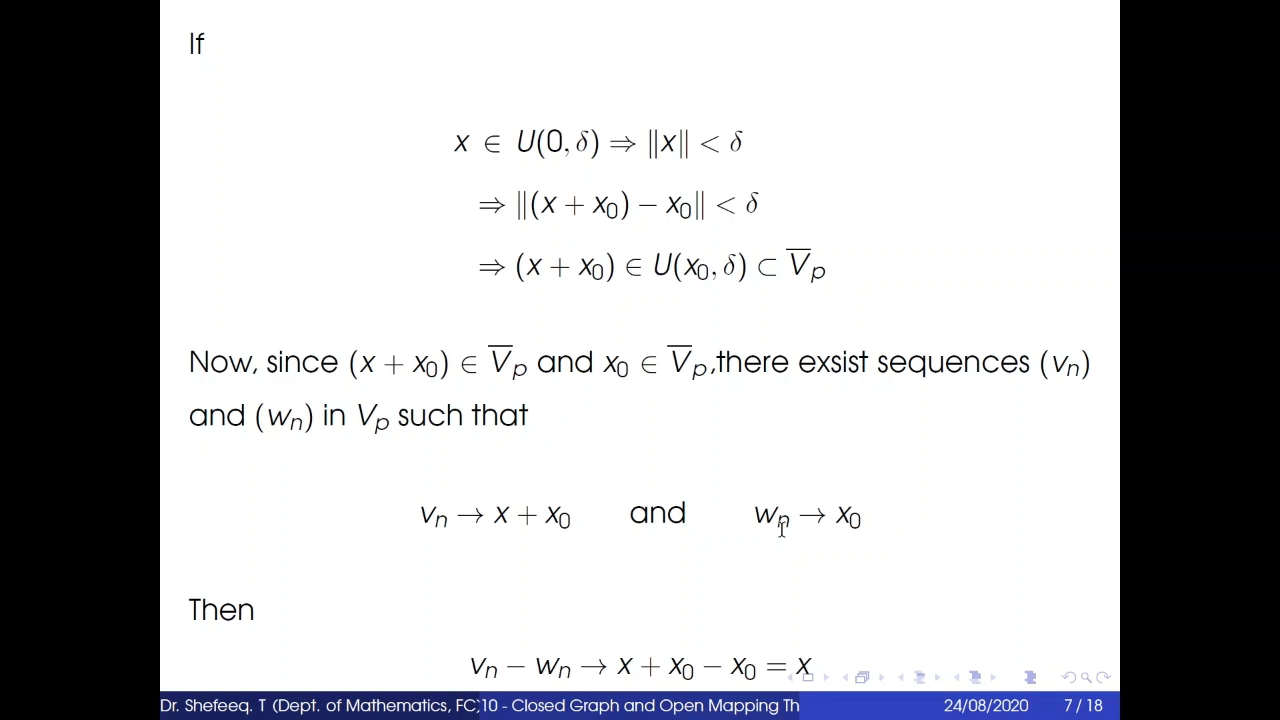 If
x ∈ U(0, δ) ⇒ ‖x‖ < δ
⇒ ‖(x + x₀) − x₀‖ < δ
⇒ (x + x₀) ∈ U(x₀, δ) ⊂ V̅ₚ
Now, since (x + x₀) ∈ V̅ₚ and x₀ ∈ V̅ₚ,there exsist sequences (vₙ)
and (wₙ) in Vₚ such that
vₙ → x + x₀ and wₙ → x₀
Then
vₙ − wₙ → x + x₀ − x₀ = x
Dr. Shefeeq. T (Dept. of Mathematics, FC) 10 - Closed Graph and Open Mapping Th 24/08/2020 7 / 18